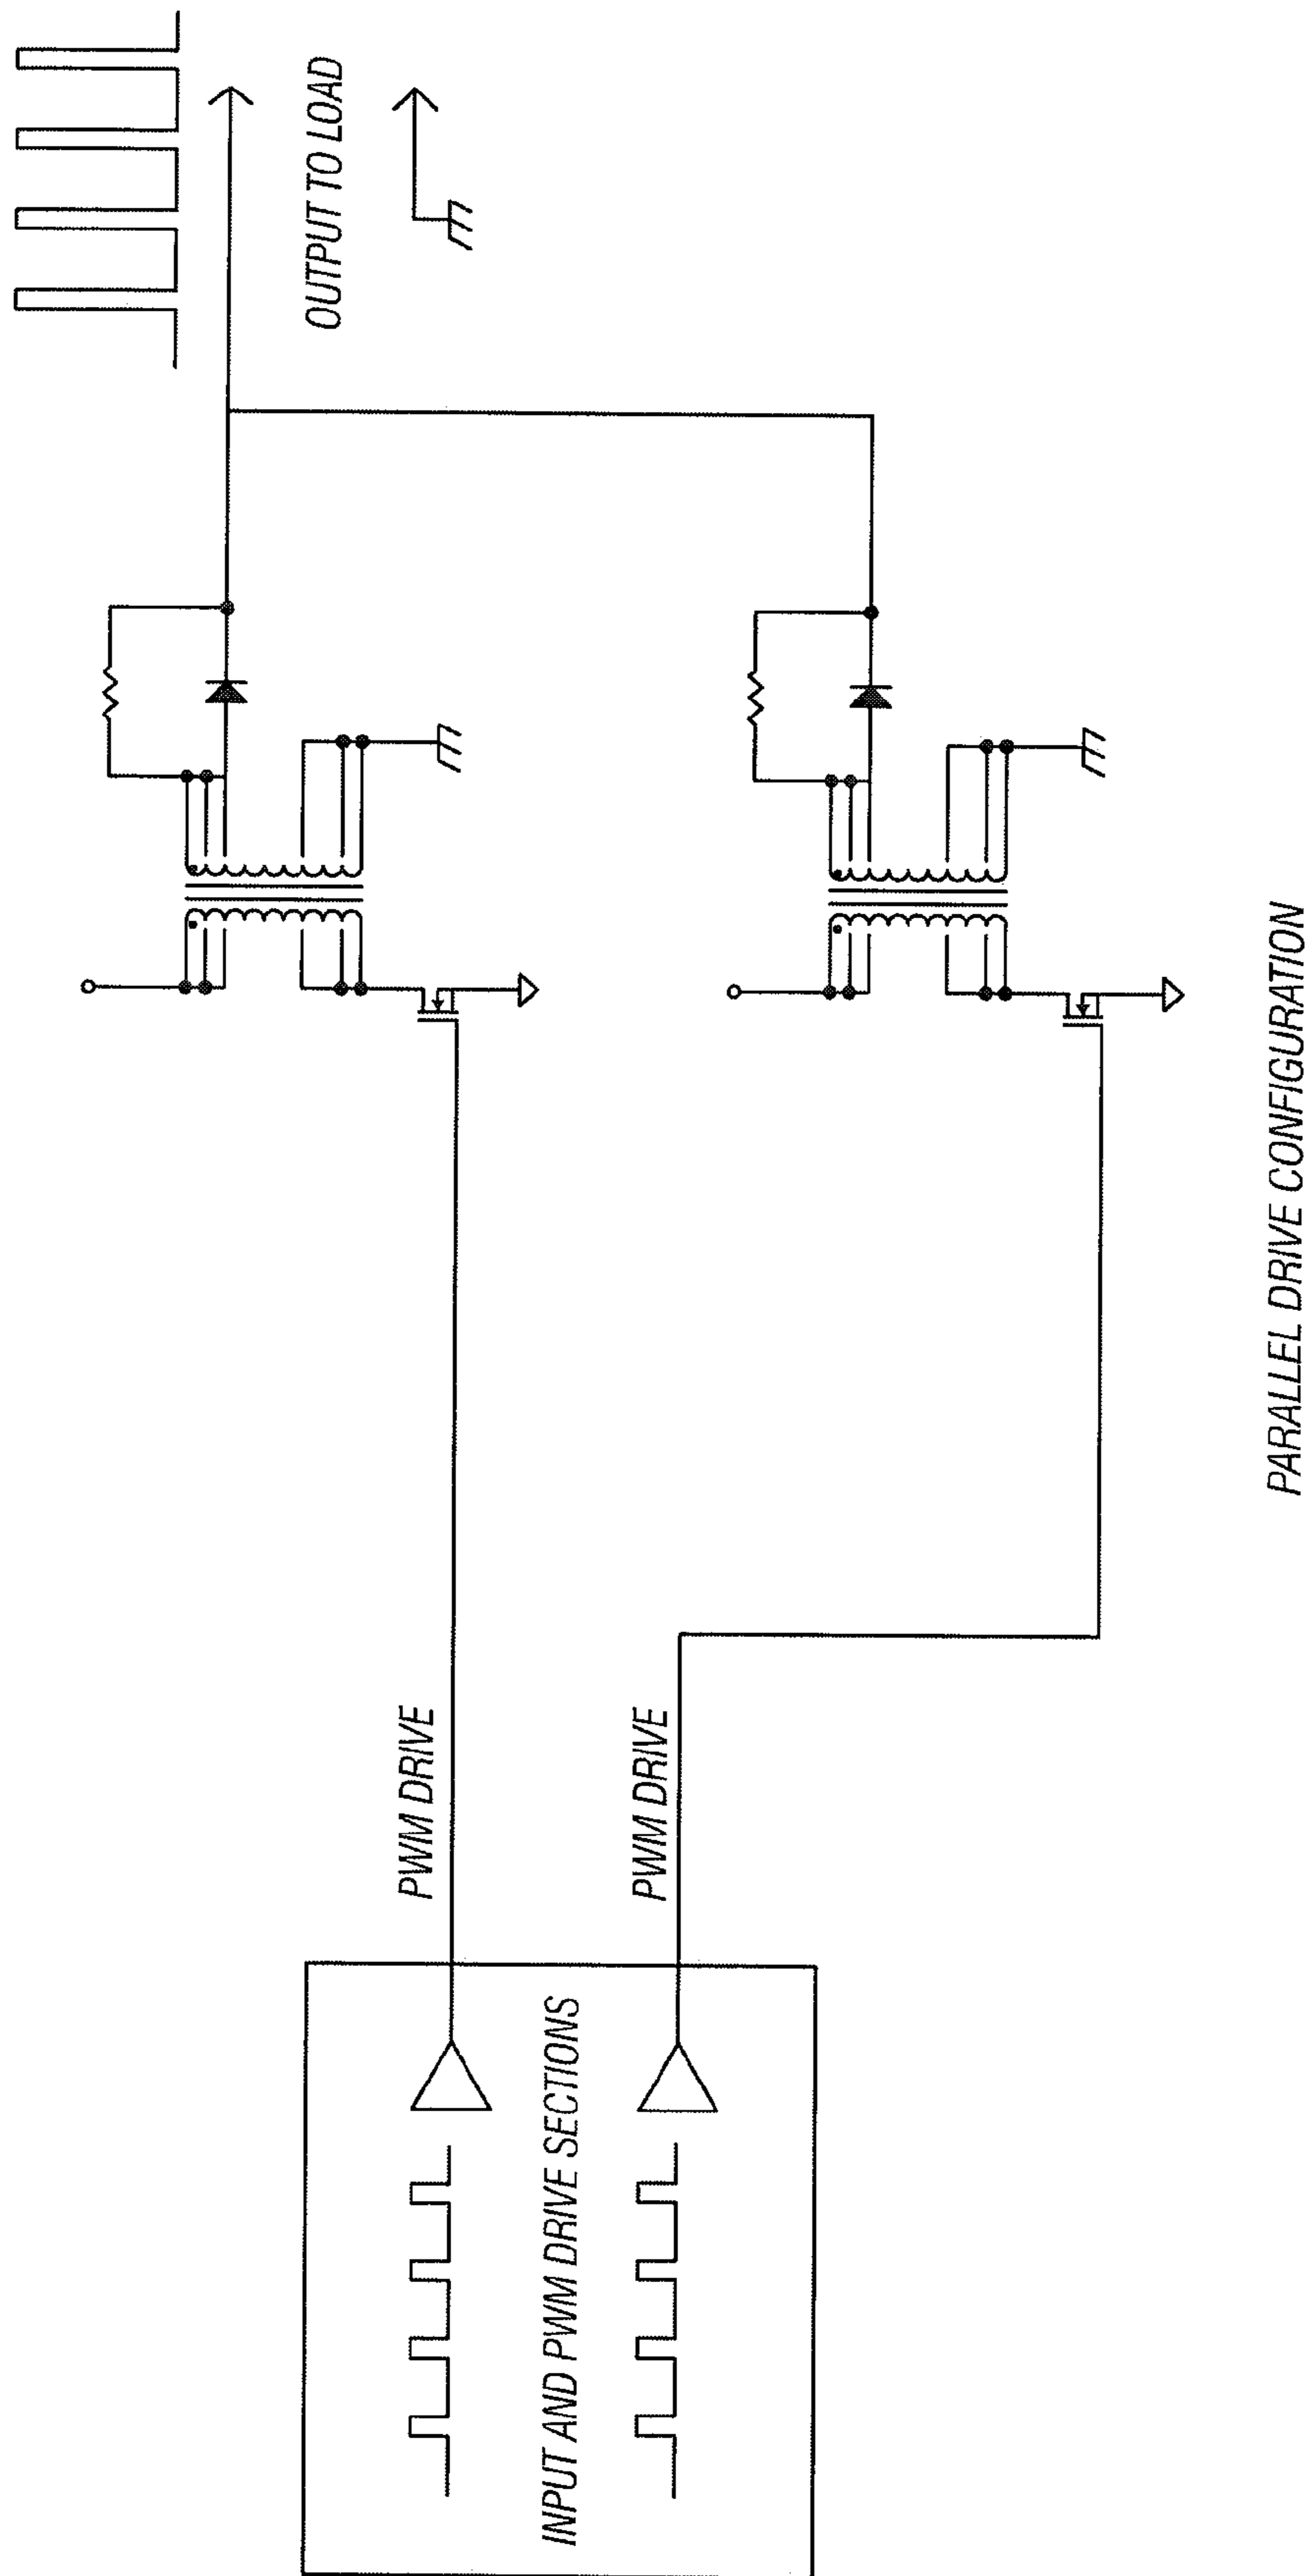 INPUT AND PWM DRIVE SECTIONS
PWM DRIVE
PWM DRIVE
OUTPUT TO LOAD
PARALLEL DRIVE CONFIGURATION